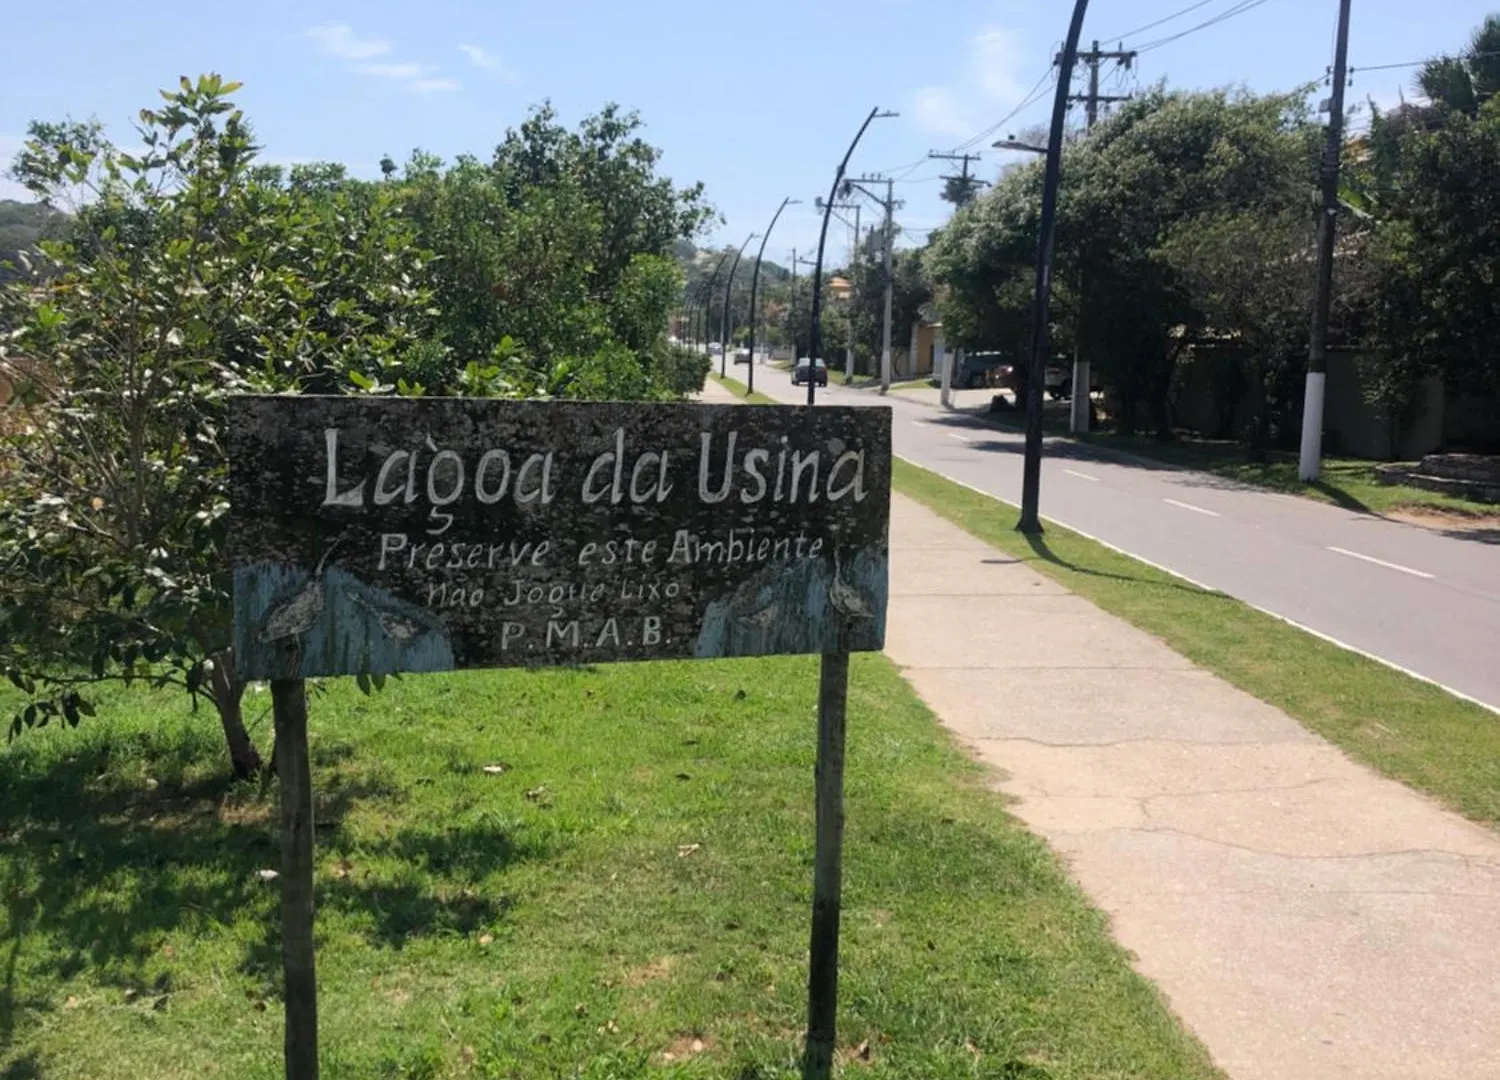 Lagoa da Usina
Preserve este Ambiente
Não Jogue Lixo
P.M.A.B.